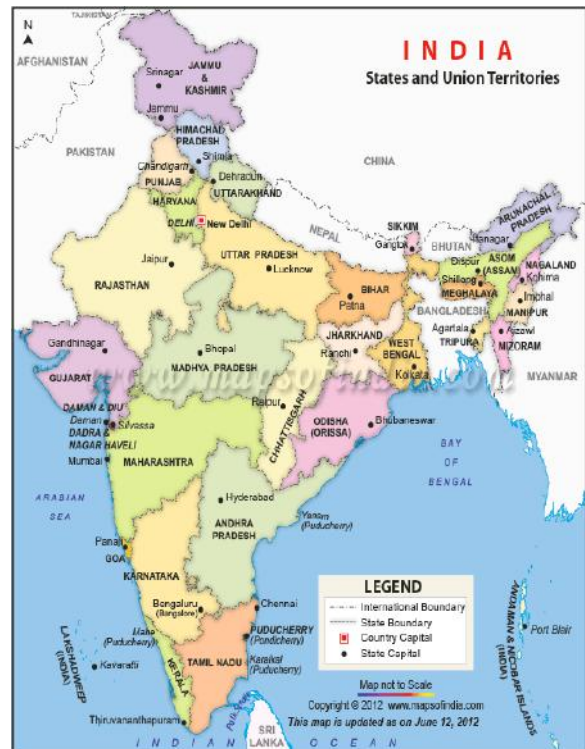 TAJIKISTAN
N
INDIA
States and Union Territories
AFGHANISTAN
JAMMU
&
KASHMIR
Srinagar
Jammu
HIMACHAL
PRADESH
Shimla
PAKISTAN
CHINA
Chandigarh
PUNJAB
Dehradun
UTTARAKHAND
HARYANA
DELHI
New Delhi
NEPAL
SIKKIM
Gangtok
BHUTAN
ARUNACHAL
PRADESH
Itanagar
UTTAR PRADESH
Lucknow
Jaipur
RAJASTHAN
BIHAR
Patna
Dispur
ASOM
(ASSAM)
NAGALAND
Kohima
Shillong
MEGHALAYA
Imphal
MANIPUR
BANGLADESH
Agartala
TRIPURA
Aizawl
MIZORAM
MYANMAR
JHARKHAND
Ranchi
WEST
BENGAL
Kolkata
Gandhinagar
GUJARAT
Bhopal
MADHYA PRADESH
www.mapsofindia.com
Raipur
CHHATTISGARH
ODISHA
(ORISSA)
Bhubaneswar
DAMAN & DIU
Daman
Silvassa
DADRA &
NAGAR HAVELI
Mumbai
MAHARASHTRA
BAY
OF
BENGAL
ARABIAN
SEA
Hyderabad
ANDHRA
PRADESH
Yanam
(Puducherry)
Panaji
GOA
KARNATAKA
Bengaluru
(Bangalore)
Chennai
Mahe
(Puducherry)
PUDUCHERRY
(Pondicherry)
Karaikal
(Puducherry)
TAMIL NADU
KERALA
LAKSHADWEEP
(INDIA)
Kavaratti
Thiruvananthapuram
SRI
LANKA
INDIAN OCEAN
ANDAMAN & NICOBAR ISLANDS
(INDIA)
Port Blair
LEGEND
International Boundary
State Boundary
Country Capital
State Capital
Map not to Scale
Copyright © 2012 www.mapsofindia.com
This map is updated as on June 12, 2012